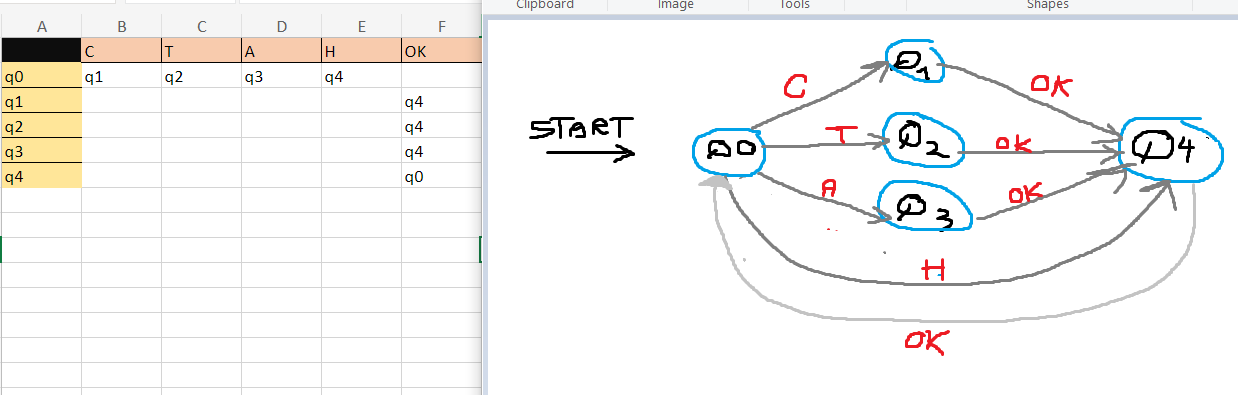 Clipboard Image Tools Shapes
A B C D E F
C T A H OK
q0 q1 q2 q3 q4
q1 q4
q2 q4
q3 q4
q4 q0
Q1
C OK
START
Q0 T Q2 OK Q4
A Q3 OK
H
OK